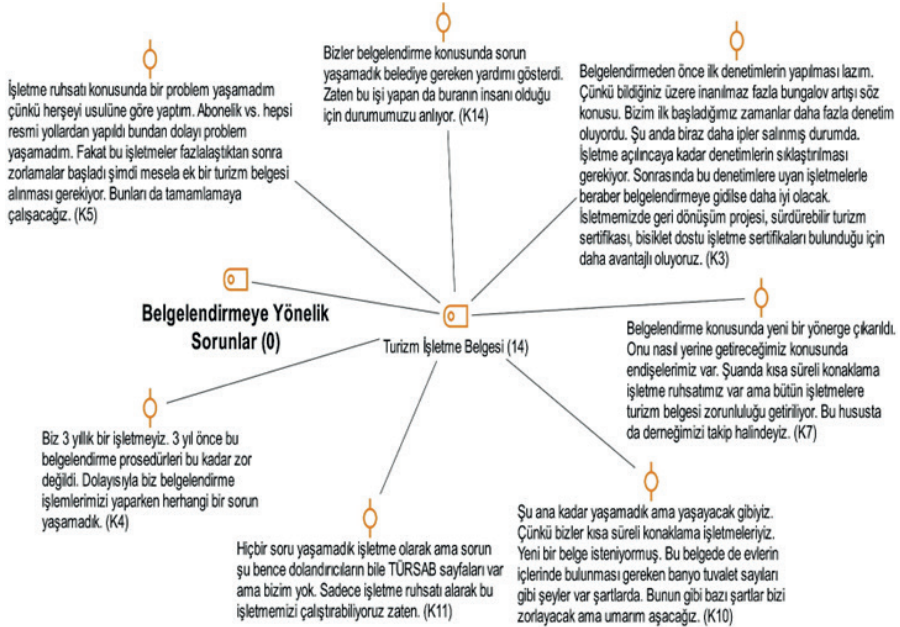 İşletme ruhsatı konusunda bir problem yaşamadım
çünkü herşeyi usulüne göre yaptım. Abonelik vs. hepsi
resmi yollardan yapıldı bundan dolayı problem
yaşamadım. Fakat bu işletmeler fazlalaştıktan sonra
zorlamalar başladı şimdi mesela ek bir turizm belgesi
alınması gerekiyor. Bunları da tamamlamaya
çalışacağız. (K5)
Bizler belgelendirme konusunda sorun
yaşamadık belediye gereken yardımı gösterdi.
Zaten bu işi yapan da buranın insanı olduğu
için durumumuzu anlıyor. (K14)
Belgelendirmeden önce ilk denetimlerin yapılması lazım.
Çünkü bildiğiniz üzere inanılmaz fazla bungalov artışı söz
konusu. Bizim ilk başladığımız zamanlar daha fazla denetim
oluyordu. Şu anda biraz daha ipler salınmış durumda.
İşletme açılıncaya kadar denetimlerin sıklaştırılması
gerekiyor. Sonrasında bu denetimlere uyan işletmelerle
beraber belgelendirmeye gidilse daha iyi olacak.
İşletmemizde geri dönüşüm projesi, sürdürebilir turizm
sertifikası, bisiklet dostu işletme sertifikaları bulunduğu için
daha avantajlı oluyoruz. (K3)
Belgelendirmeye Yönelik
Sorunlar (0)
Turizm İşletme Belgesi (14)
Belgelendirme konusunda yeni bir yönerge çıkarıldı.
Onu nasıl yerine getireceğimiz konusunda
endişelerimiz var. Şuanda kısa süreli konaklama
işletme ruhsatımız var ama bütün işletmelere
turizm belgesi zorunluluğu getiriliyor. Bu hususta
da derneğimizi takip halindeyiz. (K7)
Biz 3 yıllık bir işletmeyiz. 3 yıl önce bu
belgelendirme prosedürleri bu kadar zor
değildi. Dolayısıyla biz belgelendirme
işlemlerimizi yaparken herhangi bir sorun
yaşamadık. (K4)
Hiçbir soru yaşamadık işletme olarak ama sorun
şu bence dolandırıcıların bile TÜRSAB sayfaları var
ama bizim yok. Sadece işletme ruhsatı alarak bu
işletmemizi çalıştırabiliyoruz zaten. (K11)
Şu ana kadar yaşamadık ama yaşayacak gibiyiz.
Çünkü bizler kısa süreli konaklama işletmeleriyiz.
Yeni bir belge isteniyormuş. Bu belgede de evlerin
içlerinde bulunması gereken banyo tuvalet sayıları
gibi şeyler var şartlarda. Bunun gibi bazı şartlar bizi
zorlayacak ama umarım aşacağız. (K10)